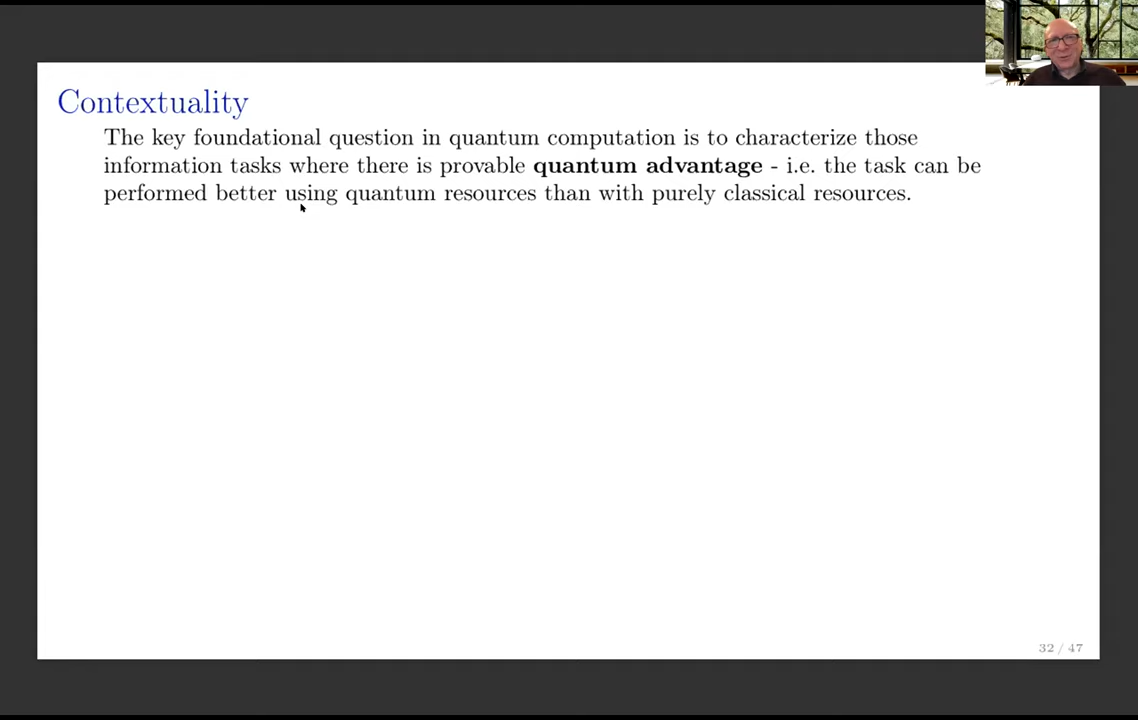 Contextuality
The key foundational question in quantum computation is to characterize those
information tasks where there is provable quantum advantage - i.e. the task can be
performed better using quantum resources than with purely classical resources.
32 / 47